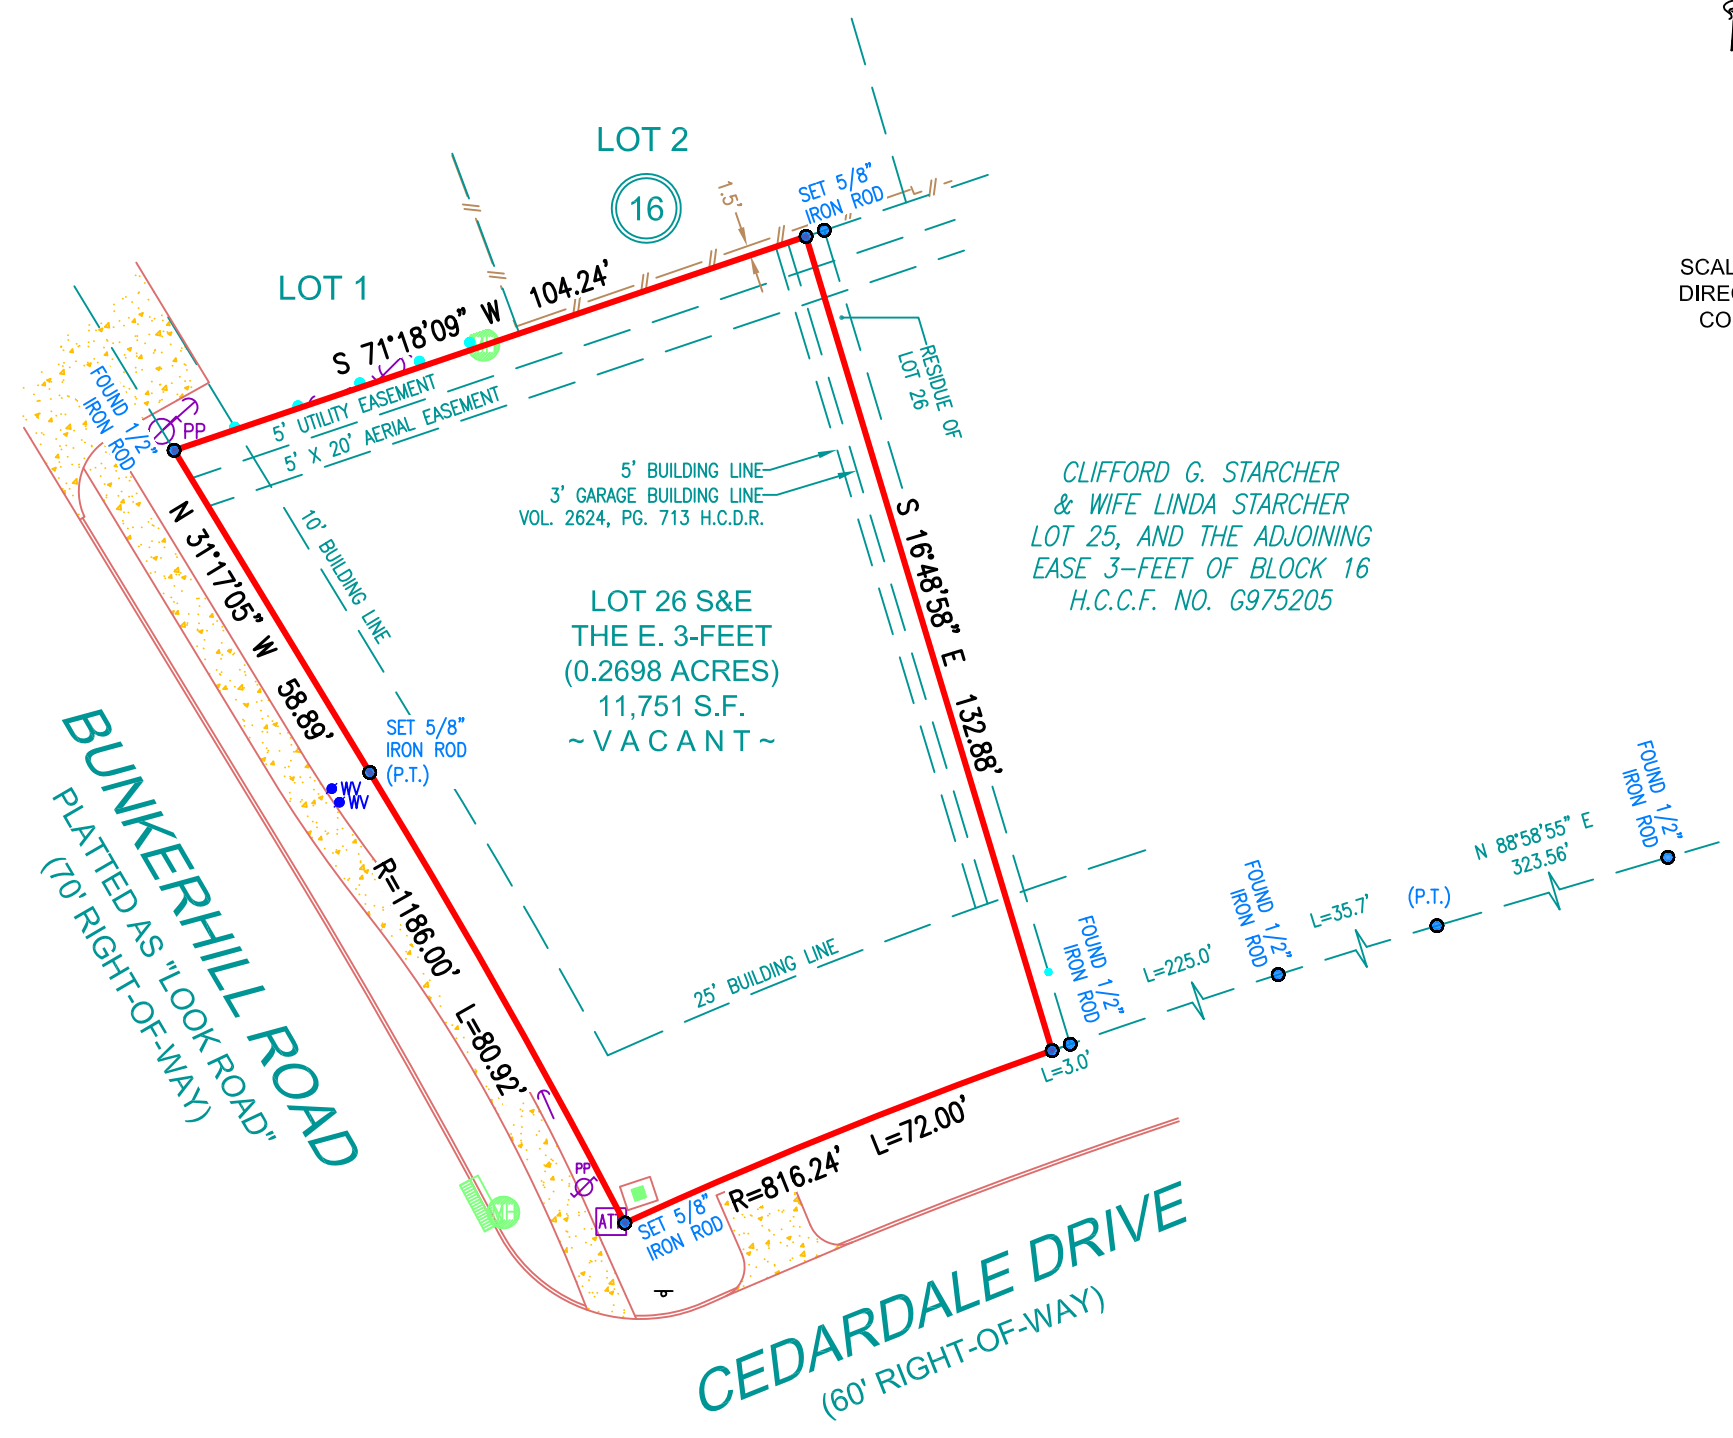 LOT 2
16
LOT 1
1.5'
SET 5/8"
IRON ROD
S 71°18'09" W 104.24'
FOUND 1/2"
IRON ROD
PP
5' UTILITY EASEMENT
5' X 20' AERIAL EASEMENT
RESIDUE OF
LOT 26
SCAL
DIREC
CO
5' BUILDING LINE
3' GARAGE BUILDING LINE
VOL. 2624, PG. 713 H.C.D.R.
CLIFFORD G. STARCHER
& WIFE LINDA STARCHER
LOT 25, AND THE ADJOINING
EASE 3-FEET OF BLOCK 16
H.C.C.F. NO. G975205
N 31°17'05" W 58.89'
10' BUILDING LINE
S 16°48'58" E 132.88'
LOT 26 S&E
THE E. 3-FEET
(0.2698 ACRES)
11,751 S.F.
~ V A C A N T ~
SET 5/8"
IRON ROD
(P.T.)
WV
WV
BUNKERHILL ROAD
PLATTED AS "LOOK ROAD"
(70' RIGHT-OF-WAY)
R=1186.00' L=80.92'
25' BUILDING LINE
FOUND 1/2"
IRON ROD
L=3.0'
L=225.0'
FOUND 1/2"
IRON ROD
L=35.7'
(P.T.)
N 88°58'55" E
323.56'
FOUND 1/2"
IRON ROD
PP
MH
SET 5/8"
IRON ROD
R=816.24' L=72.00'
CEDARDALE DRIVE
(60' RIGHT-OF-WAY)